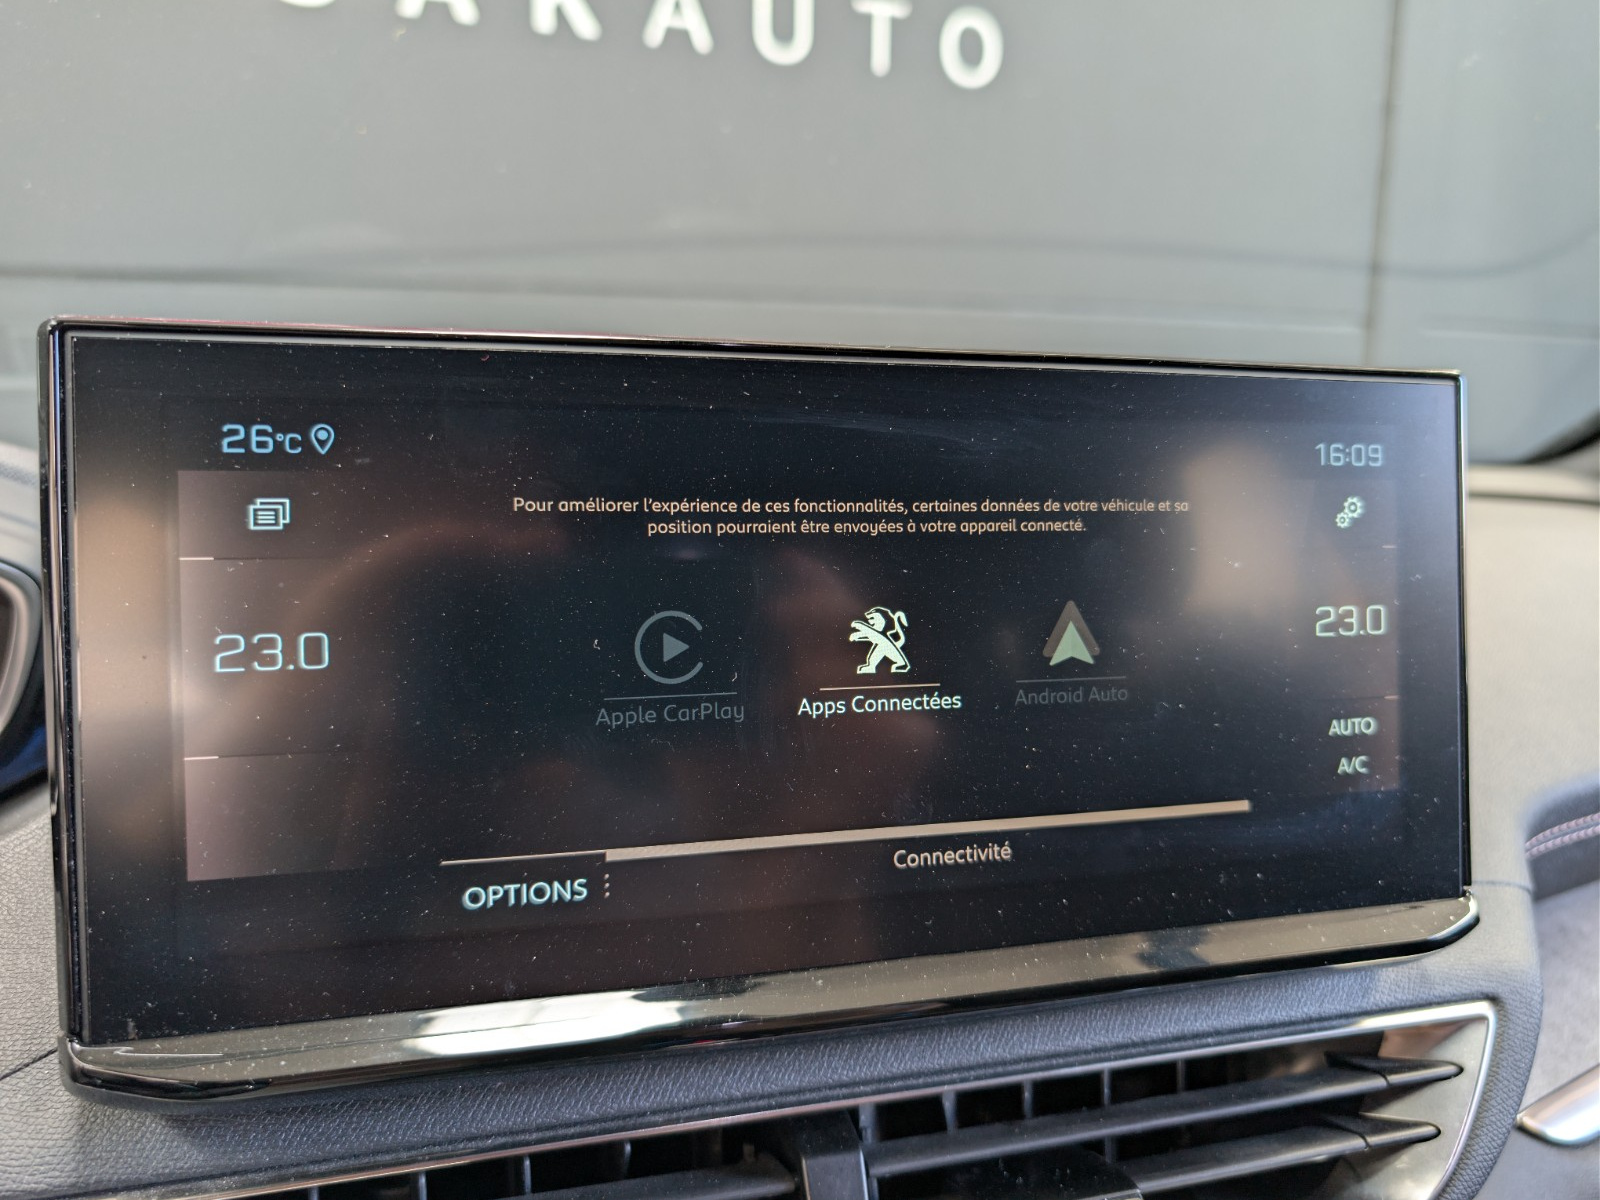 26°C
16:09
Pour améliorer l'expérience de ces fonctionnalités, certaines données de votre véhicule et sa
position pourraient être envoyées à votre appareil connecté.
23.0
23.0
Apple CarPlay
Apps Connectées
Android Auto
AUTO
A/C
Connectivité
OPTIONS